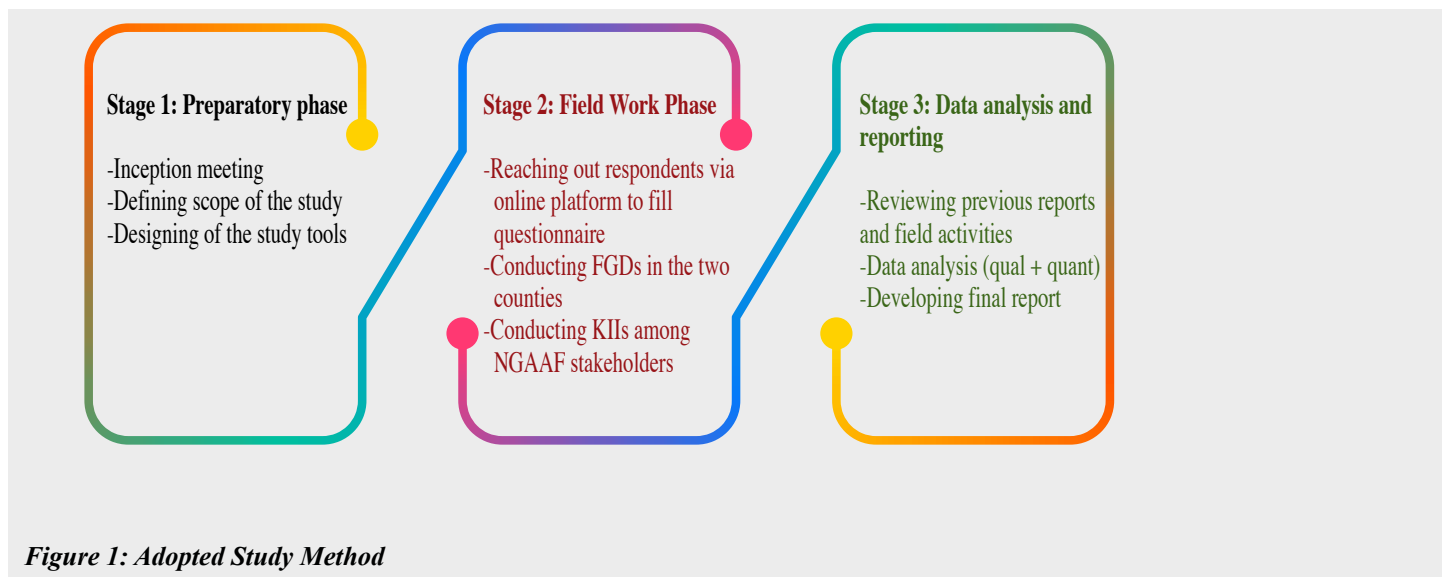 Stage 1: Preparatory phase
-Inception meeting
-Defining scope of the study
-Designing of the study tools
Stage 2: Field Work Phase
-Reaching out respondents via
online platform to fill
questionnaire
-Conducting FGDs in the two
counties
-Conducting KIIs among
NGAAF stakeholders
Stage 3: Data analysis and
reporting
-Reviewing previous reports
and field activities
-Data analysis (qual + quant)
-Developing final report
Figure 1: Adopted Study Method